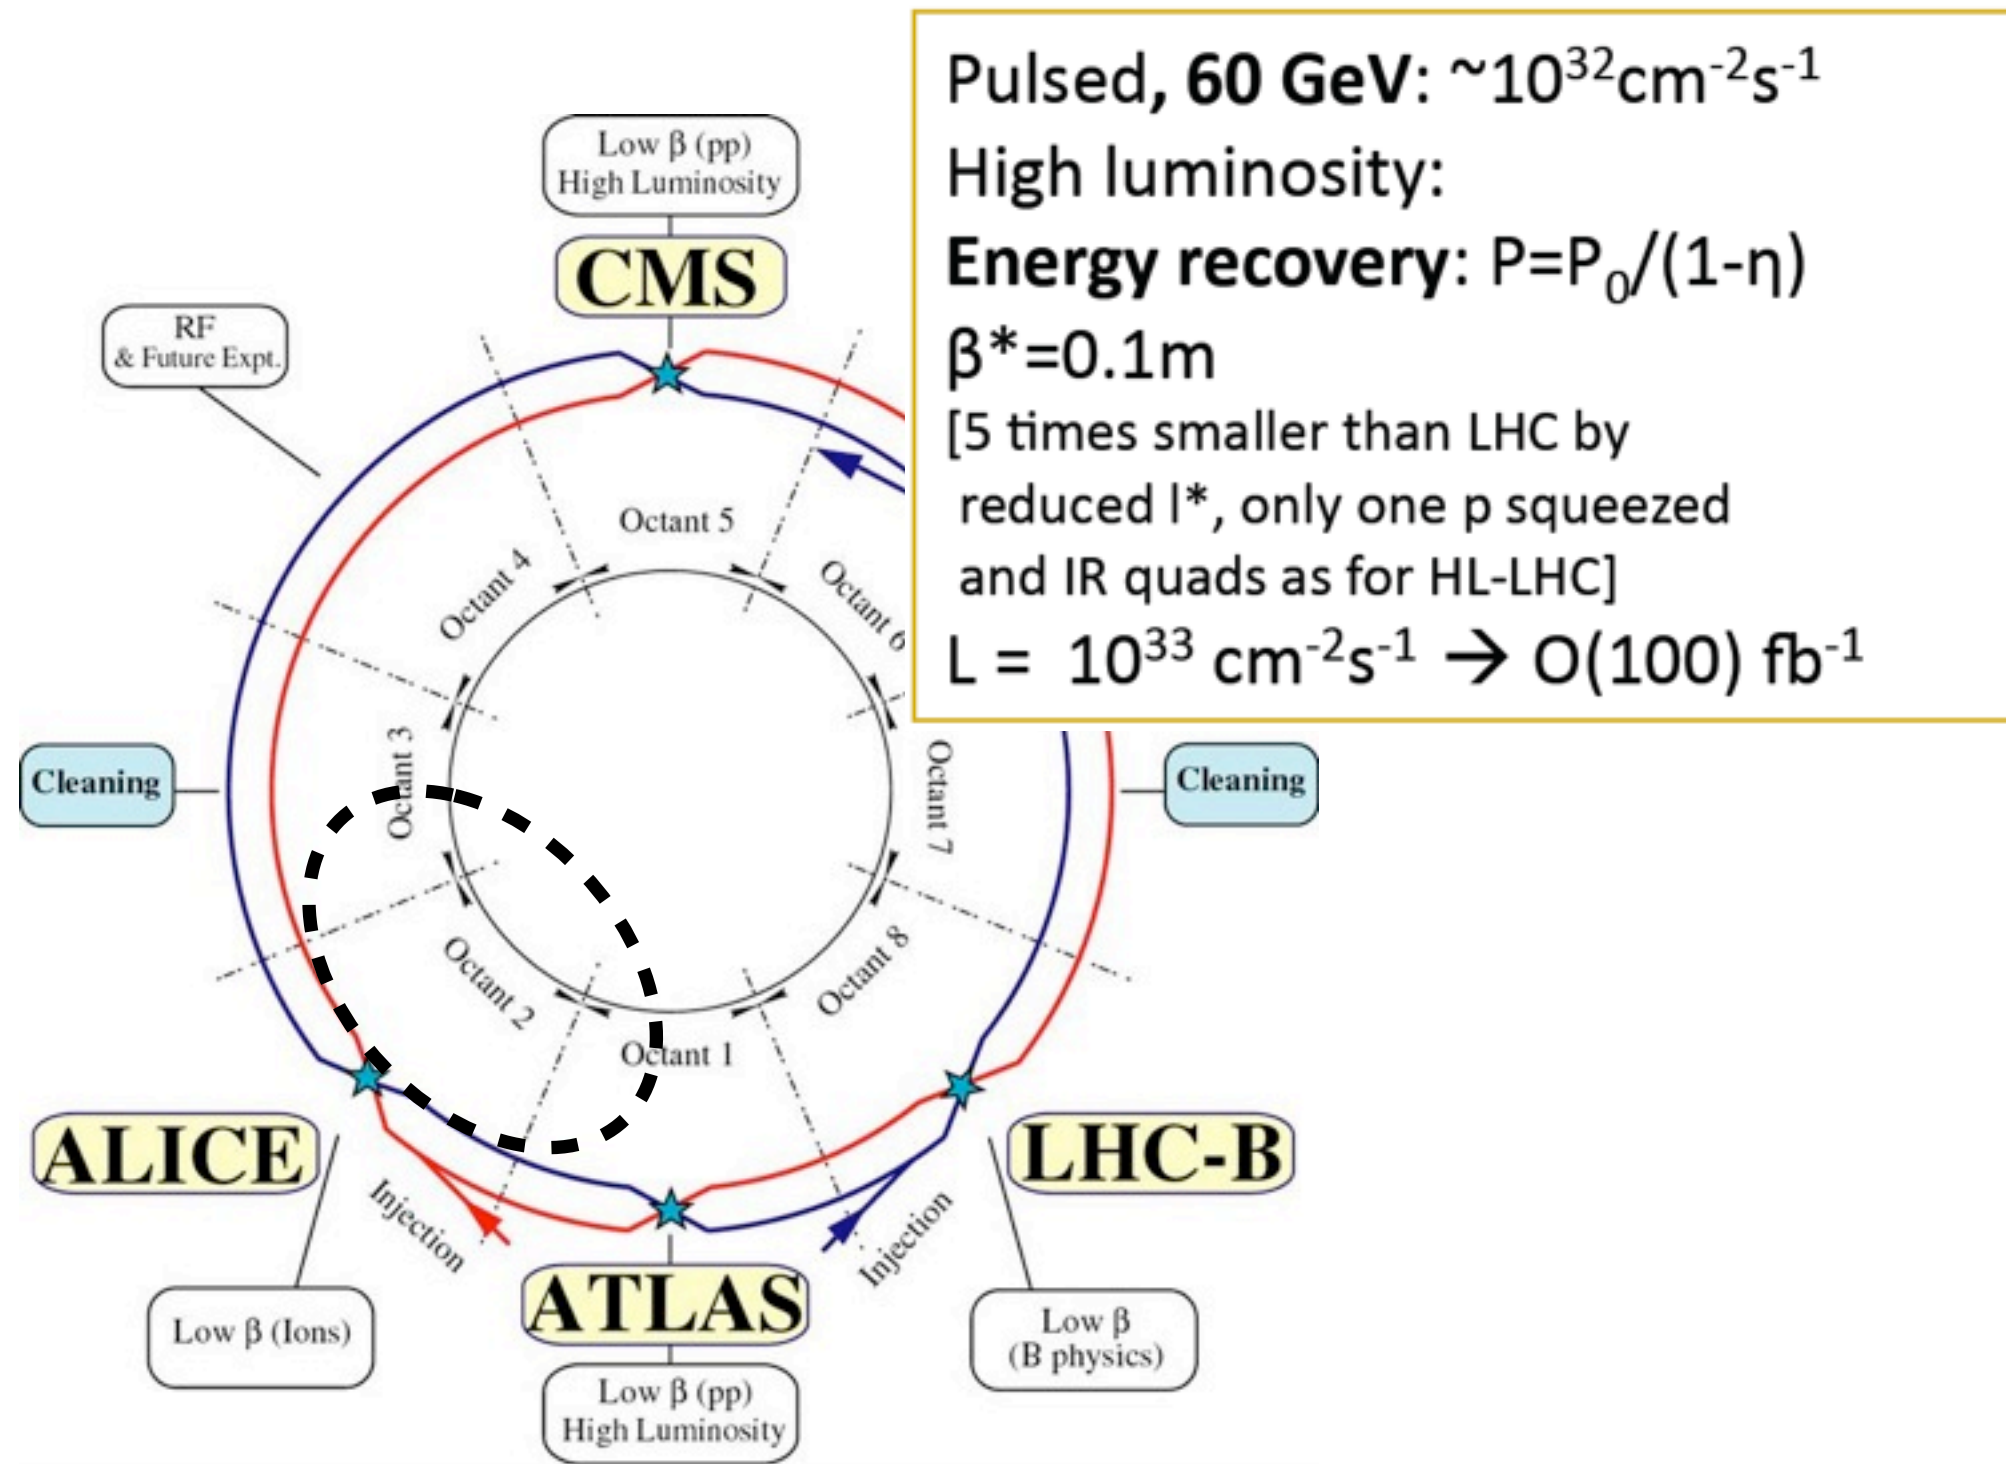 Pulsed, 60 GeV: ~10³²cm⁻²s⁻¹
High luminosity:
Energy recovery: P=P₀/(1-η)
β*=0.1m
[5 times smaller than LHC by
reduced l*, only one p squeezed
and IR quads as for HL-LHC]
L = 10³³ cm⁻²s⁻¹ → O(100) fb⁻¹
Low β (pp)
High Luminosity
CMS
RF
& Future Expt.
Octant 5
Octant 4
Octant 6
Cleaning
Octant 3
Octant 7
Cleaning
Octant 2
Octant 8
Octant 1
ALICE
LHC-B
Injection
Injection
ATLAS
Low β (Ions)
Low β
(B physics)
Low β (pp)
High Luminosity